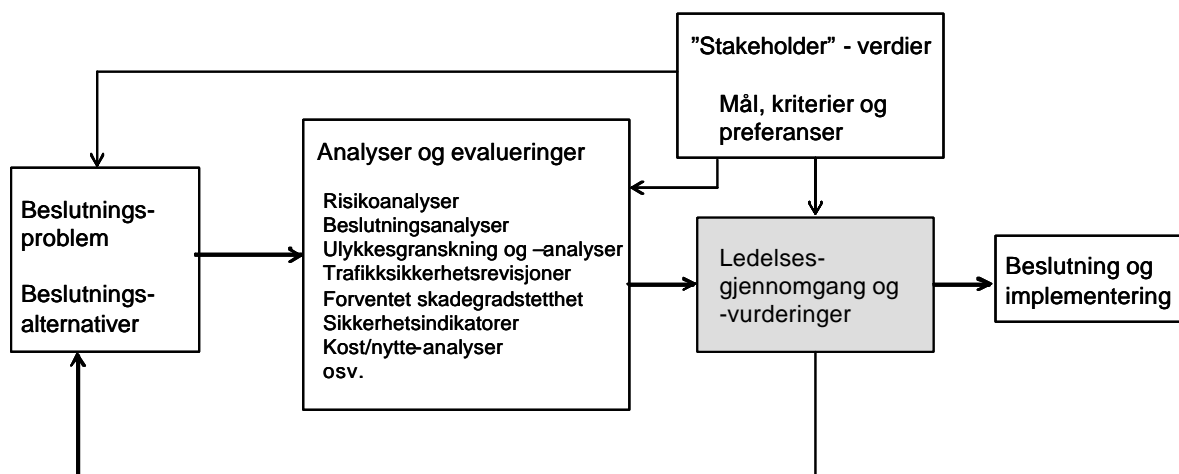 ”Stakeholder” - verdier
Mål, kriterier og
preferanser
Analyser og evalueringer
Risikoanalyser
Beslutningsanalyser
Ulykkesgranskning og –analyser
Trafikksikkerhetsrevisjoner
Forventet skadegradstetthet
Sikkerhetsindikatorer
Kost/nytte-analyser
osv.
Beslutnings-
problem
Beslutnings-
alternativer
Ledelses-
gjennomgang og
-vurderinger
Beslutning og
implementering